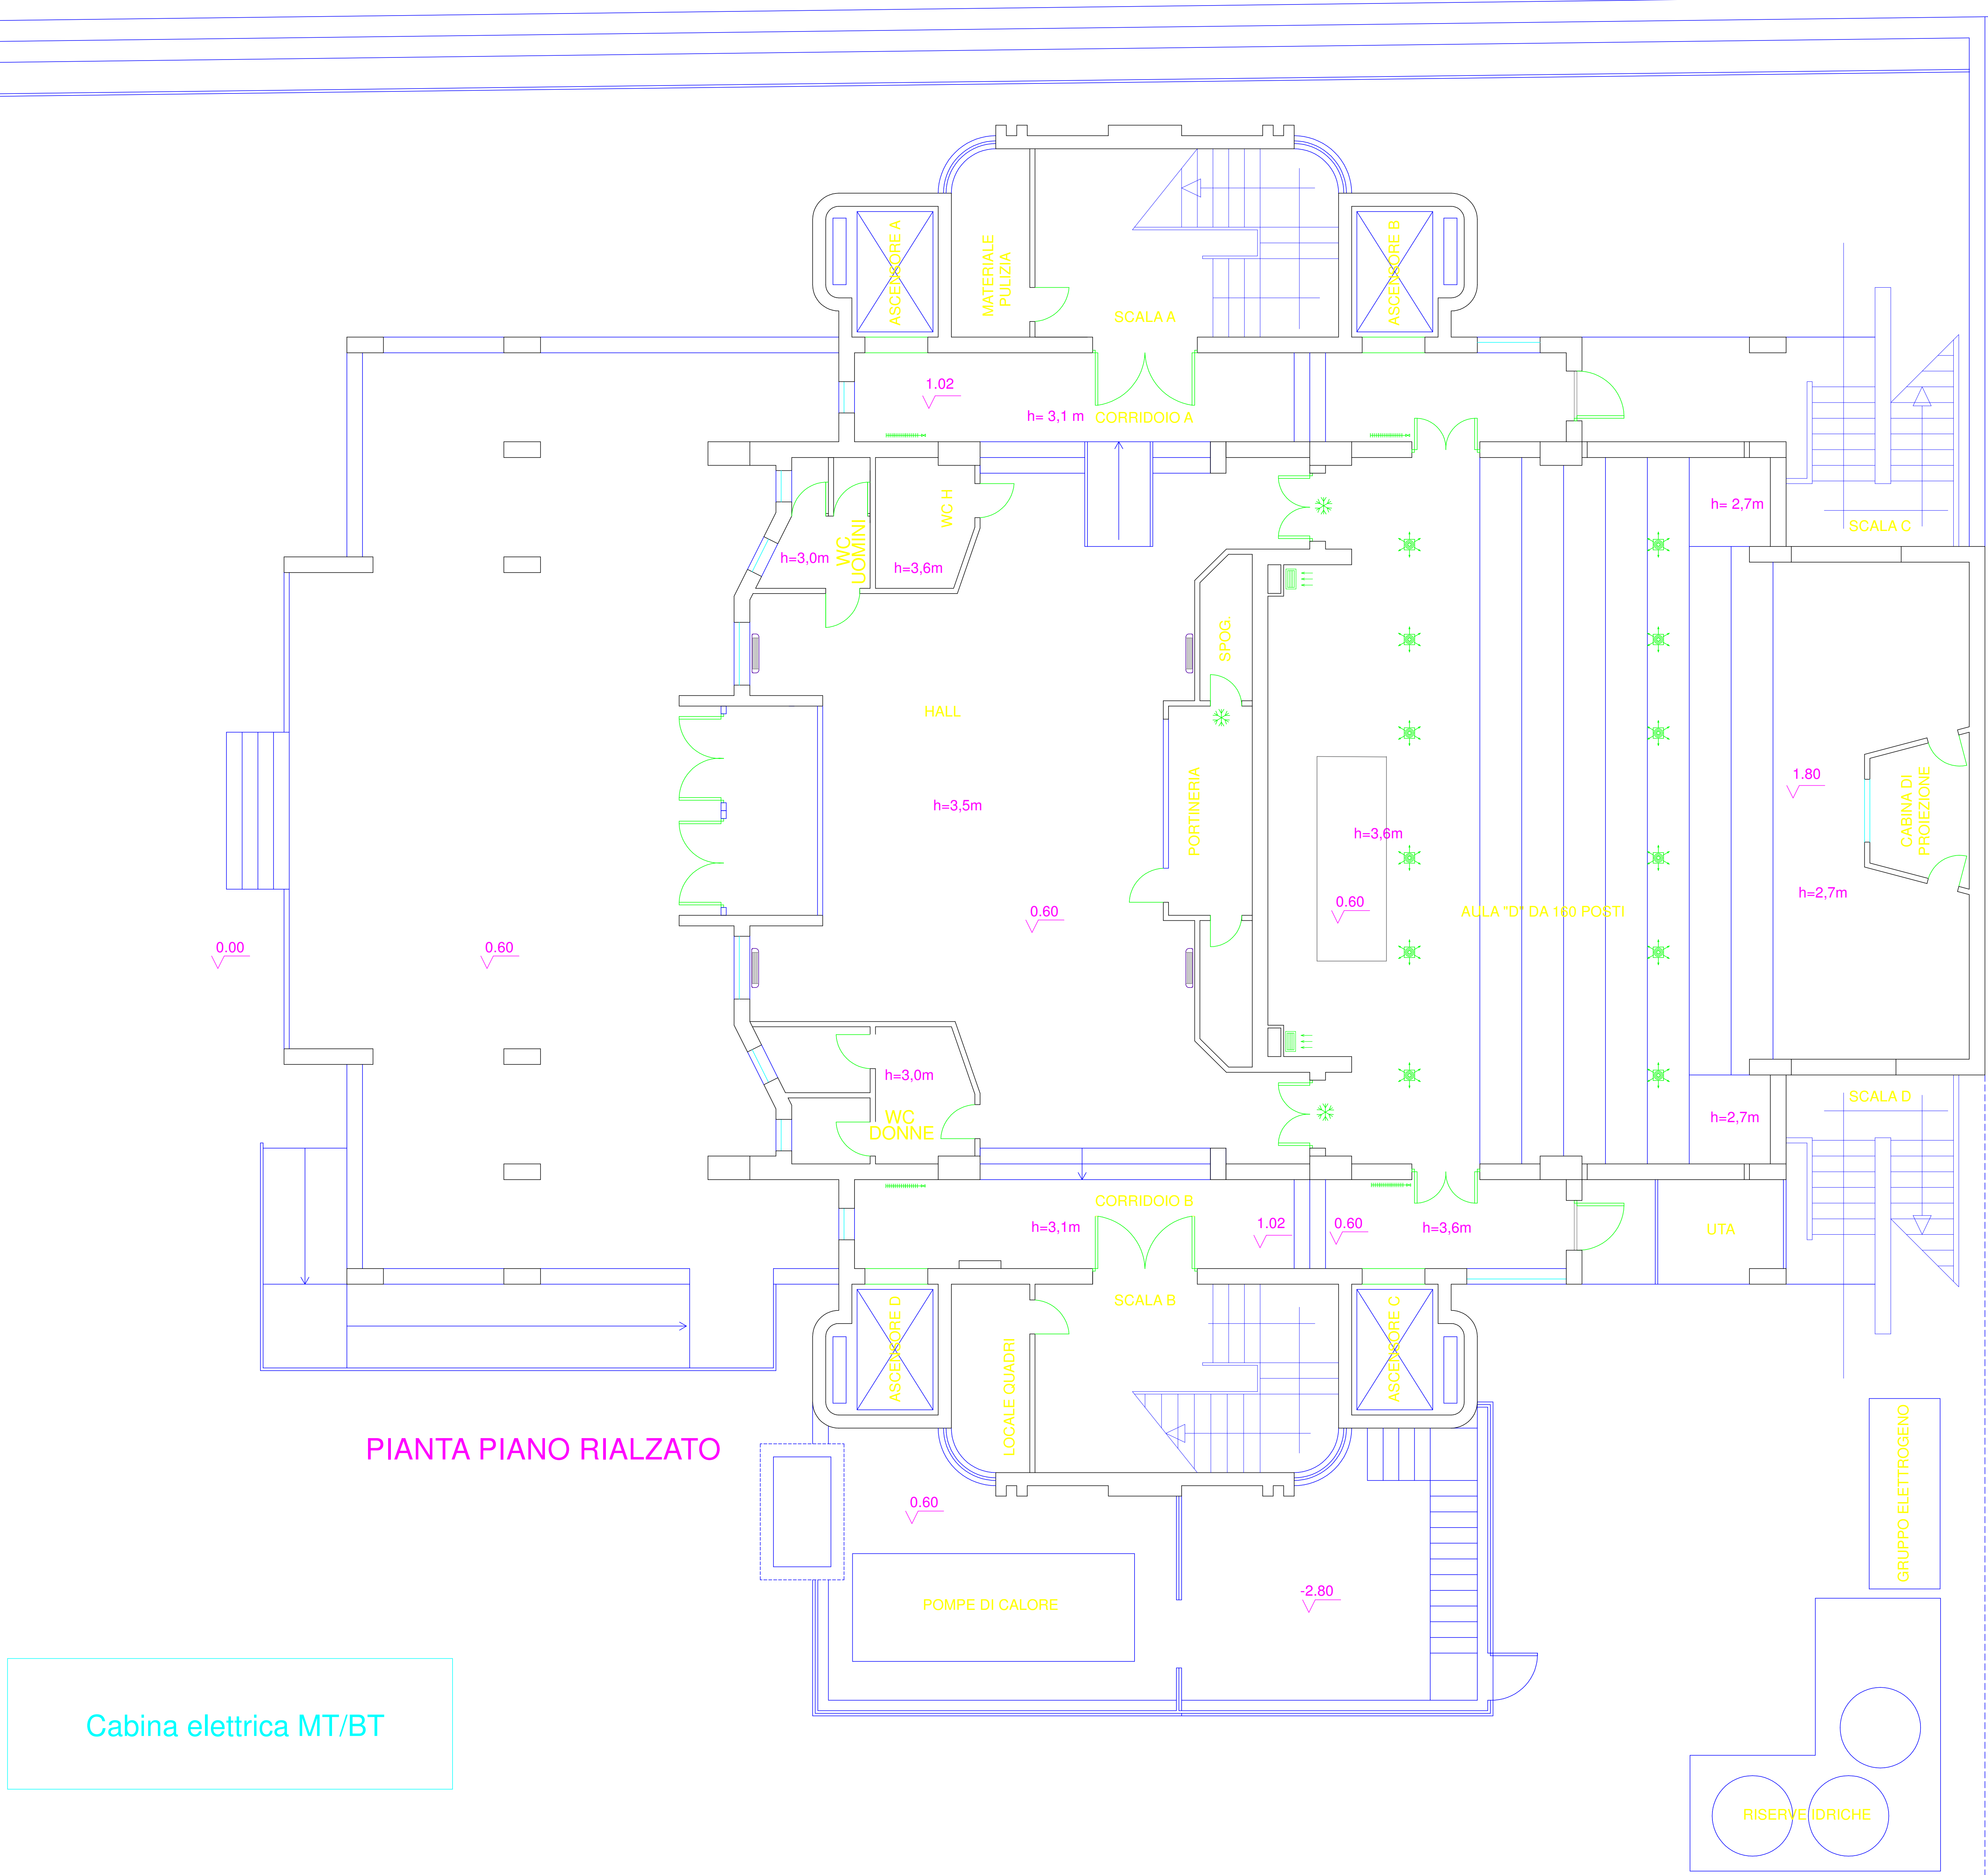 ASCENSORE A
MATERIALE
PULIZIA
SCALA A
ASCENSORE B
1.02
h= 3,1 m
CORRIDOIO A
WC H
h= 2,7m
SCALA C
WC
UOMINI
h=3,0m
h=3,6m
SPOG.
HALL
h=3,5m
PORTINERIA
h=3,6m
1.80
CABINA DI
PROIEZIONE
h=2,7m
0.60
0.60
AULA "D" DA 160 POSTI
0.00
0.60
h=3,0m
WC
DONNE
SCALA D
h=2,7m
CORRIDOIO B
h=3,1m
1.02
0.60
h=3,6m
UTA
ASCENSORE D
LOCALE QUADRI
SCALA B
ASCENSORE C
PIANTA PIANO RIALZATO
GRUPPO ELETTROGENO
0.60
-2.80
POMPE DI CALORE
Cabina elettrica MT/BT
RISERVE IDRICHE